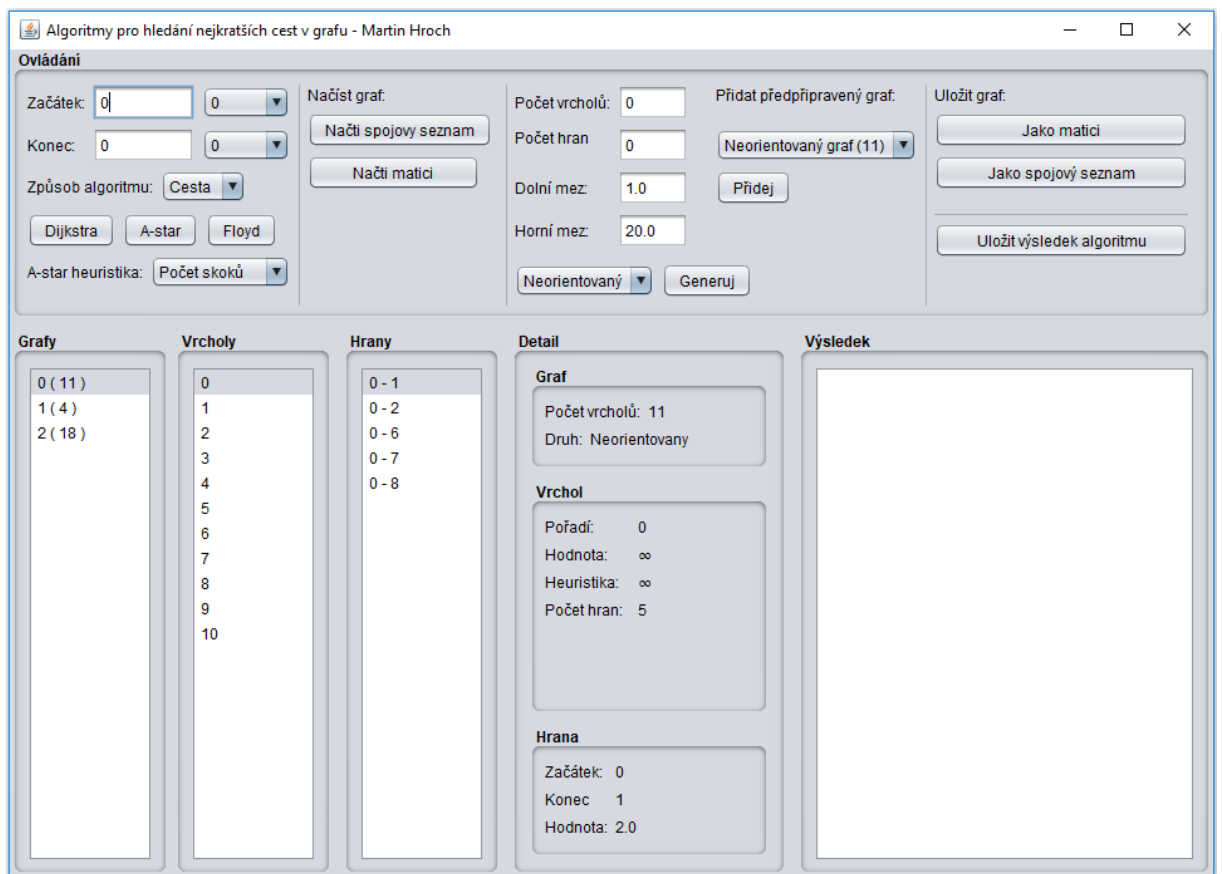 Algoritmy pro hledání nejkratších cest v grafu - Martin Hroch
Ovládání
Začátek: 0 0
Konec: 0 0
Způsob algoritmu: Cesta
Dijkstra A-star Floyd
A-star heuristika: Počet skoků
Načíst graf:
Načti spojovy seznam
Načti matici
Počet vrcholů: 0
Počet hran 0
Dolní mez: 1.0
Horní mez: 20.0
Neorientovaný Generuj
Přidat předpřipravený graf:
Neorientovaný graf (11)
Přidej
Uložit graf:
Jako matici
Jako spojový seznam
Uložit výsledek algoritmu
Grafy
0 ( 11 )
1 ( 4 )
2 ( 18 )
Vrcholy
0
1
2
3
4
5
6
7
8
9
10
Hrany
0 - 1
0 - 2
0 - 6
0 - 7
0 - 8
Detail
Graf
Počet vrcholů: 11
Druh: Neorientovany
Vrchol
Pořadí: 0
Hodnota: ∞
Heuristika: ∞
Počet hran: 5
Hrana
Začátek: 0
Konec 1
Hodnota: 2.0
Výsledek